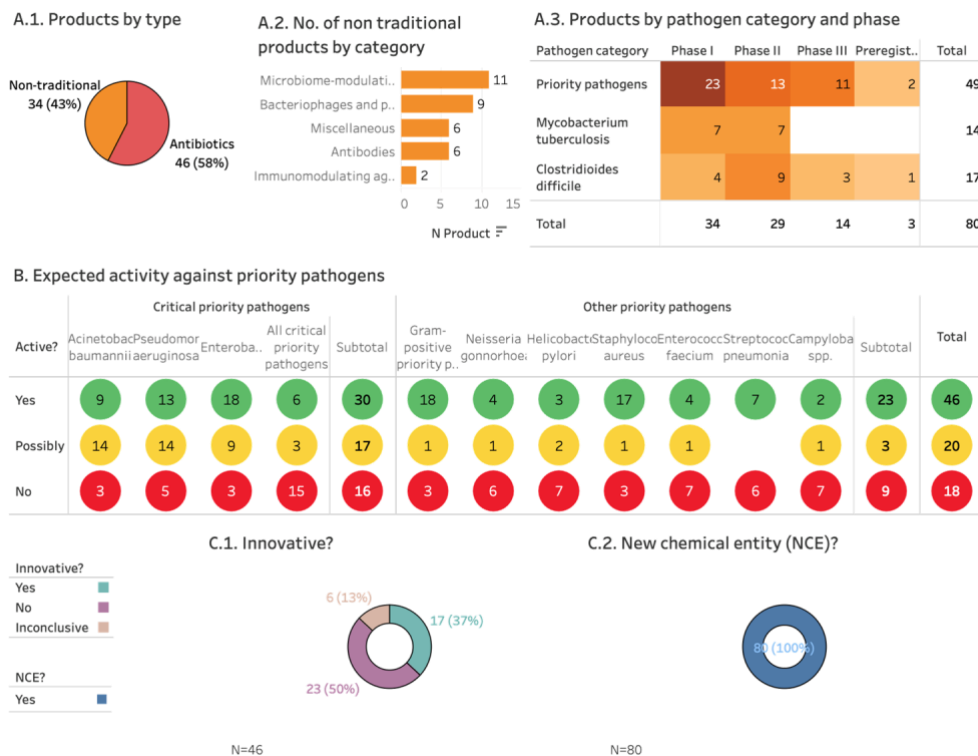 A.1. Products by type
Non-traditional
34 (43%)
Antibiotics
46 (58%)
A.2. No. of non traditional
products by category
Microbiome-modulati.. 11
Bacteriophages and p.. 9
Miscellaneous 6
Antibodies 6
Immunomodulating ag.. 2
0 5 10 15
N Product
A.3. Products by pathogen category and phase
Pathogen category Phase I Phase II Phase III Preregist.. Total
Priority pathogens 23 13 11 2 49
Mycobacterium
tuberculosis 7 7 14
Clostridioides
difficile 4 9 3 1 17
Total 34 29 14 3 80
B. Expected activity against priority pathogens
Critical priority pathogens Other priority pathogens
Active?
Acinetobac
baumannii
Pseudomor
aeruginosa
Enteroba..
All critical
priority
pathogens
Subtotal
Gram-
positive
priority p..
Neisseria
gonnorhoea
Helicobacte
pylori
Staphyloco
aureus
Enterococc
faecium
Streptococ
pneumonia
Campyloba
spp.
Subtotal
Total
Yes 9 13 18 6 30 18 4 3 17 4 7 2 23 46
Possibly 14 14 9 3 17 1 1 2 1 1 1 3 20
No 3 5 3 15 16 3 6 7 3 7 6 7 9 18
C.1. Innovative?
Innovative?
Yes
No
Inconclusive
NCE?
Yes
6 (13%)
17 (37%)
23 (50%)
N=46
C.2. New chemical entity (NCE)?
80 (100%)
N=80